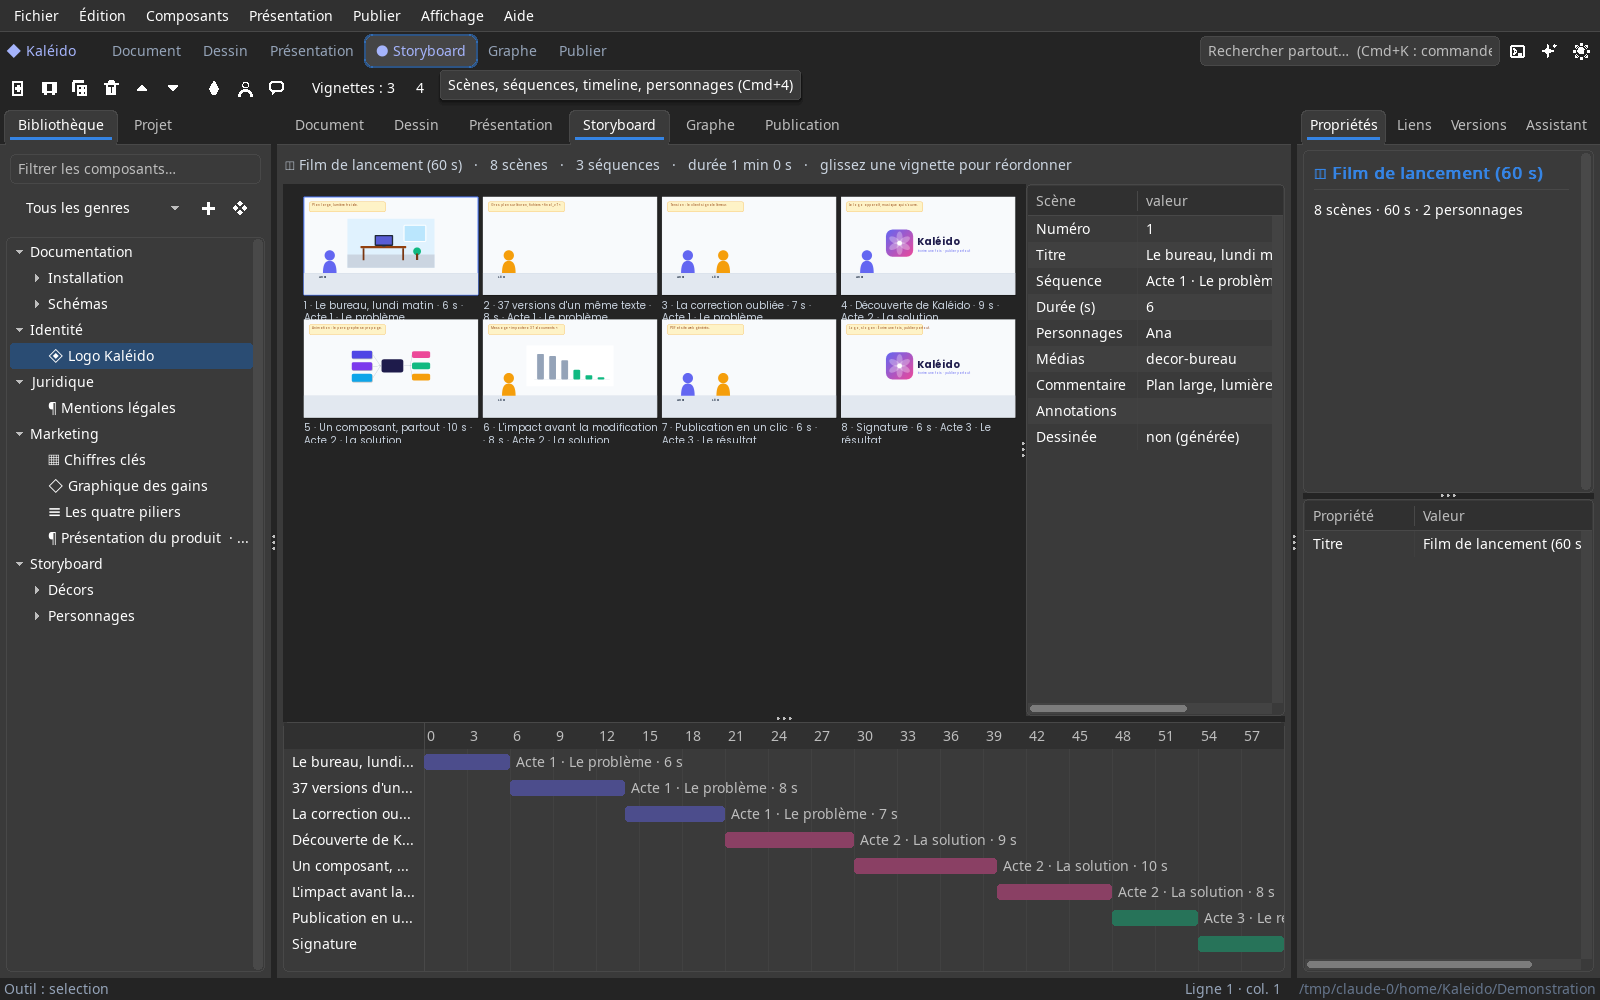 Fichier Édition Composants Présentation Publier Affichage Aide
Kaléido Document Dessin Présentation Storyboard Graphe Publier Rechercher partout... (Cmd+K : commande
Vignettes : 3 4 Scènes, séquences, timeline, personnages (Cmd+4)
Bibliothèque Projet Document Dessin Présentation Storyboard Graphe Publication Propriétés Liens Versions Assistant
Film de lancement (60 s) · 8 scènes · 3 séquences · durée 1 min 0 s · glissez une vignette pour réordonner
Filtrer les composants...
Tous les genres
Documentation
Installation
Schémas
Identité
Logo Kaléido
Juridique
¶ Mentions légales
Marketing
Chiffres clés
Graphique des gains
Les quatre piliers
¶ Présentation du produit · ...
Storyboard
Décors
Personnages
Kaléido
1 · Le bureau, lundi matin · 6 s ·
Acte 1 · Le problème
2 · 37 versions d'un même texte ·
8 s · Acte 1 · Le problème
3 · La correction oubliée · 7 s ·
Acte 1 · Le problème
4 · Découverte de Kaléido · 9 s ·
Acte 2 · La solution
Kaléido
5 · Un composant, partout · 10 s ·
Acte 2 · La solution
6 · L'impact avant la modification
· 8 s · Acte 2 · La solution
7 · Publication en un clic · 6 s ·
Acte 3 · Le résultat
8 · Signature · 6 s · Acte 3 · Le
résultat
Scène valeur
Numéro 1
Titre Le bureau, lundi m
Séquence Acte 1 · Le problèm
Durée (s) 6
Personnages Ana
Médias decor-bureau
Commentaire Plan large, lumière
Annotations
Dessinée non (générée)
Film de lancement (60 s)
8 scènes · 60 s · 2 personnages
Propriété Valeur
Titre Film de lancement (60 s
0 3 6 9 12 15 18 21 24 27 30 33 36 39 42 45 48 51 54 57
Le bureau, lundi... Acte 1 · Le problème · 6 s
37 versions d'un... Acte 1 · Le problème · 8 s
La correction ou... Acte 1 · Le problème · 7 s
Découverte de K... Acte 2 · La solution · 9 s
Un composant, ... Acte 2 · La solution · 10 s
L'impact avant la... Acte 2 · La solution · 8 s
Publication en u... Acte 3 · Le ré
Signature
Outil : selection Ligne 1 · col. 1 /tmp/claude-0/home/Kaleido/Demonstration